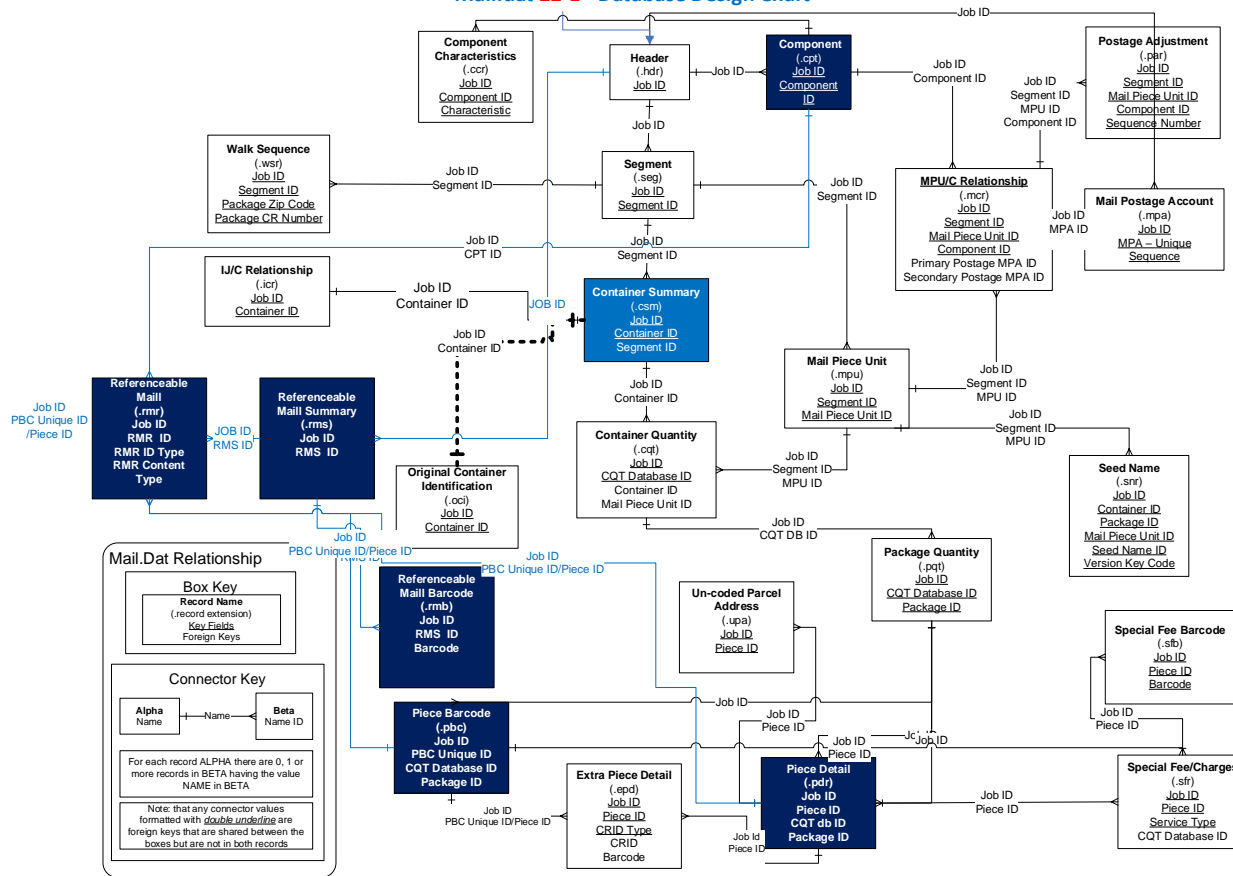 Database Design Chart
Component
Characteristics
(.ccr)
Job ID
Component ID
Characteristic
Header
(.hdr)
Job ID
Job ID
Component
(.cpt)
Job ID
Component
ID
Job ID
Job ID
Component ID
Job ID
Segment ID
MPU ID
Component ID
Postage Adjustment
(.par)
Job ID
Segment ID
Mail Piece Unit ID
Component ID
Sequence Number
Job ID
Walk Sequence
(.wsr)
Job ID
Segment ID
Package Zip Code
Package CR Number
Job ID
Segment ID
Segment
(.seg)
Job ID
Segment ID
Job ID
Segment ID
MPU/C Relationship
(.mcr)
Job ID
Segment ID
Mail Piece Unit ID
Component ID
Primary Postage MPA ID
Secondary Postage MPA ID
Job ID
MPA ID
Mail Postage Account
(.mpa)
Job ID
MPA – Unique
Sequence
Job ID
CPT ID
Job ID
Segment ID
IJ/C Relationship
(.icr)
Job ID
Container ID
Job ID
Container ID
JOB ID
Container Summary
(.csm)
Job ID
Container ID
Segment ID
Job ID
Container ID
Job ID
Container ID
Mail Piece Unit
(.mpu)
Job ID
Segment ID
Mail Piece Unit ID
Job ID
Segment ID
MPU ID
Job ID
Segment ID
MPU ID
Job ID
PBC Unique ID
/Piece ID
Referenceable
Maill
(.rmr)
Job ID
RMR ID
RMR ID Type
RMR Content
Type
JOB ID
RMS ID
Referenceable
Maill Summary
(.rms)
Job ID
RMS ID
Container Quantity
(.cqt)
Job ID
CQT Database ID
Container ID
Mail Piece Unit ID
Job ID
Segment ID
MPU ID
Original Container
Identification
(.oci)
Job ID
Container ID
Seed Name
(.snr)
Job ID
Container ID
Package ID
Mail Piece Unit ID
Seed Name ID
Version Key Code
Job ID
CQT DB ID
Job ID
PBC Unique ID/Piece ID
RMS ID
Job ID
PBC Unique ID/Piece ID
Package Quantity
(.pqt)
Job ID
CQT Database ID
Package ID
Referenceable
Maill Barcode
(.rmb)
Job ID
RMS ID
Barcode
Un-coded Parcel
Address
(.upa)
Job ID
Piece ID
Special Fee Barcode
(.sfb)
Job ID
Piece ID
Barcode
Job ID
Piece Barcode
(.pbc)
Job ID
PBC Unique ID
CQT Database ID
Package ID
Job ID
Piece ID
Job ID
Job ID
Job ID
Piece ID
Job ID
Piece ID
Job ID
PBC Unique ID/Piece ID
Extra Piece Detail
(.epd)
Job ID
Piece ID
CRID Type
CRID
Barcode
Job Id
Piece ID
Piece Detail
(.pdr)
Job ID
Piece ID
CQT db ID
Package ID
Job ID
Piece ID
Special Fee/Charges
(.sfr)
Job ID
Piece ID
Service Type
CQT Database ID
Mail.Dat Relationship
Box Key
Record Name
(.record extension)
Key Fields
Foreign Keys
Connector Key
Alpha
Name
Name
Beta
Name ID
For each record ALPHA there are 0, 1 or
more records in BETA having the value
NAME in BETA
Note: that any connector values
formatted with double underline are
foreign keys that are shared between the
boxes but are not in both records